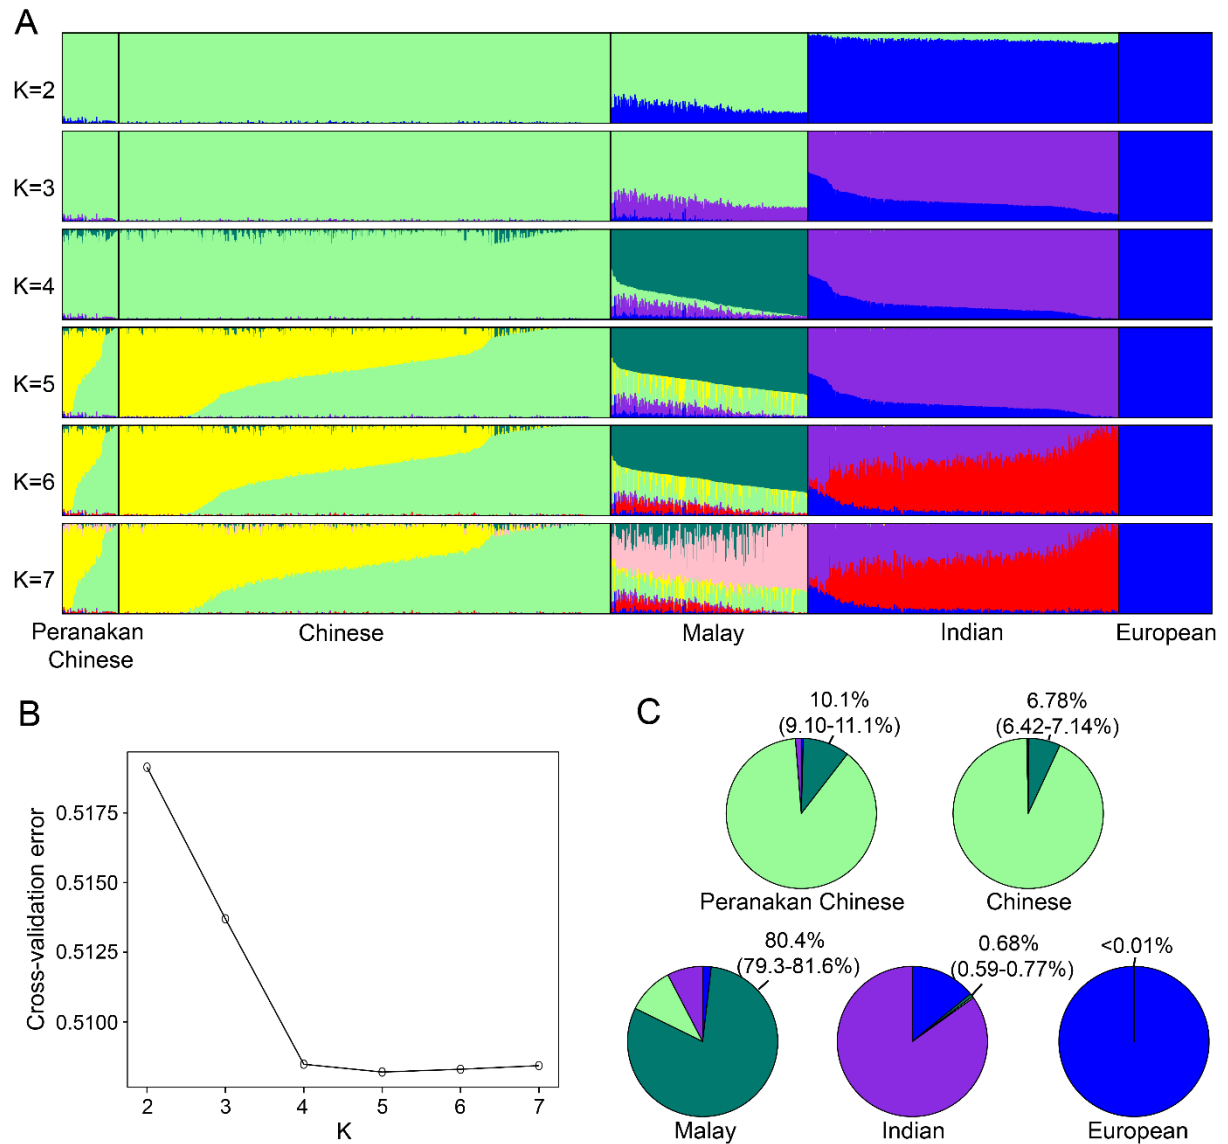 A
K=2
K=3
K=4
K=5
K=6
K=7
Peranakan
Chinese
Chinese
Malay
Indian
European
B
Cross-validation error
0.5175
0.5150
0.5125
0.5100
2 3 4 5 6 7
K
C
10.1%
(9.10-11.1%)
Peranakan Chinese
6.78%
(6.42-7.14%)
Chinese
80.4%
(79.3-81.6%)
Malay
0.68%
(0.59-0.77%)
Indian
<0.01%
European